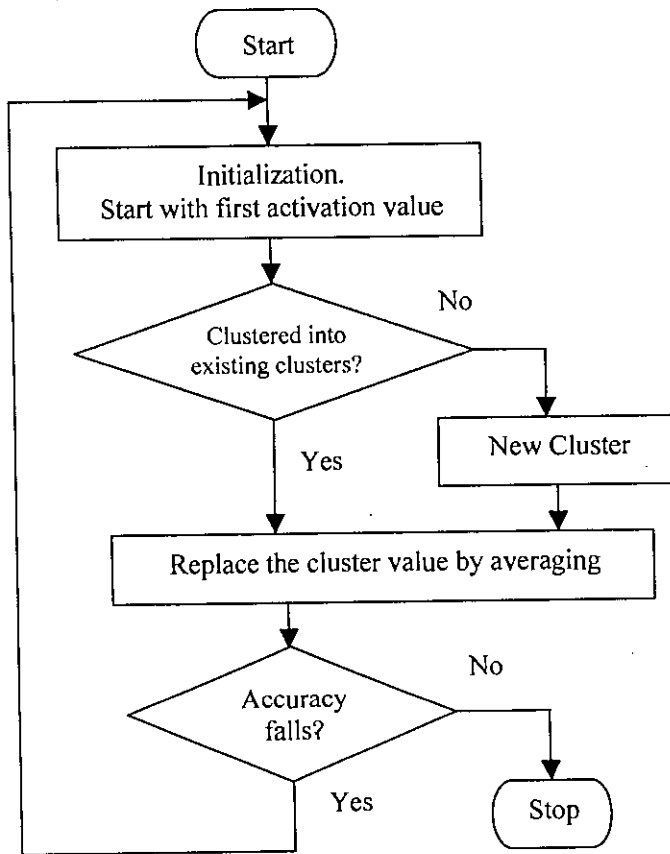 Start
Initialization.
Start with first activation value
No
Clustered into
existing clusters?
Yes
New Cluster
Replace the cluster value by averaging
No
Accuracy
falls?
Yes
Stop